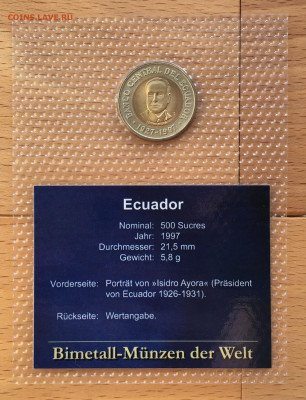 COINS.LAVE.RU
BANCO CENTRAL DEL ECUADOR
1927-1997
Ecuador
Nominal: 500 Sucres
Jahr: 1997
Durchmesser: 21,5 mm
Gewicht: 5,8 g
Vorderseite: Porträt von »Isidro Ayora« (Präsident
von Ecuador 1926-1931).
Rückseite: Wertangabe.
Bimetall-Münzen der Welt